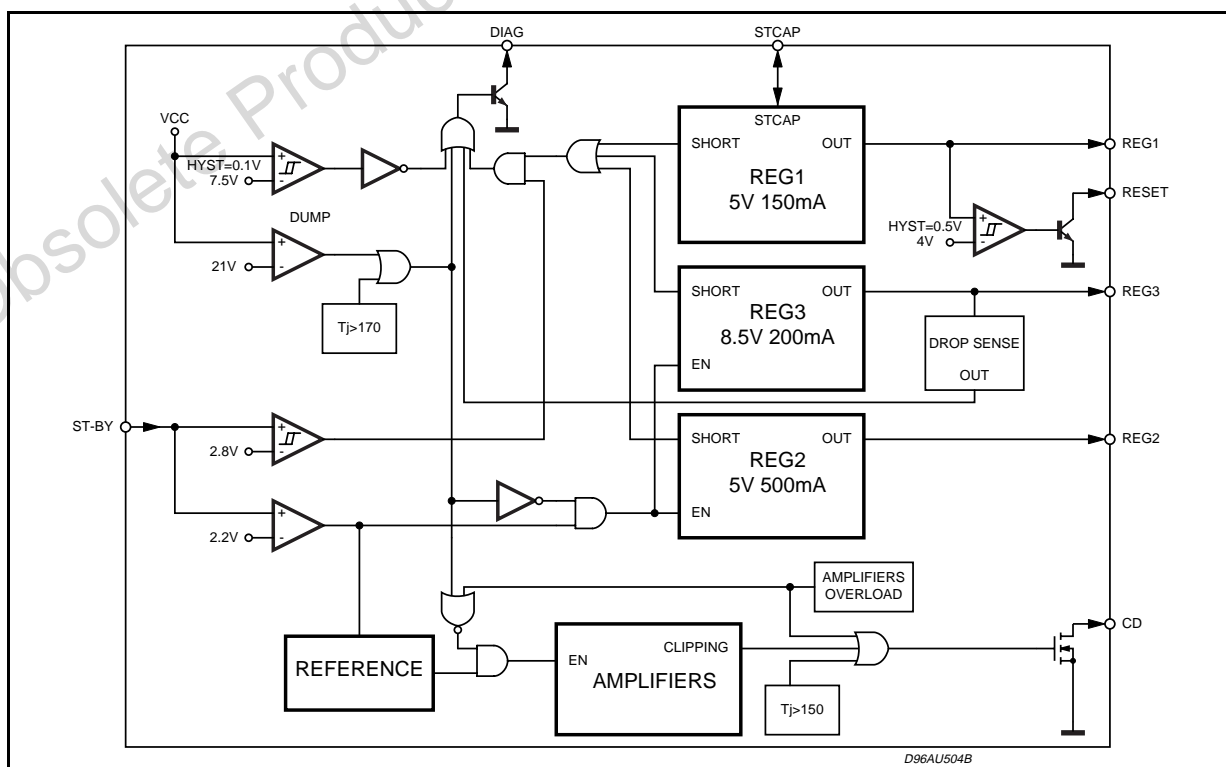 Obsolete Produc
DIAG
STCAP
VCC
HYST=0.1V
7.5V
+
-
STCAP
SHORT
OUT
REG1
5V 150mA
REG1
RESET
HYST=0.5V
4V
+
-
DUMP
21V
+
-
Tj>170
SHORT
OUT
REG3
8.5V 200mA
EN
REG3
DROP SENSE
OUT
ST-BY
2.8V
+
-
SHORT
OUT
REG2
5V 500mA
EN
REG2
2.2V
+
-
AMPLIFIERS
OVERLOAD
REFERENCE
EN
CLIPPING
AMPLIFIERS
Tj>150
CD
D96AU504B